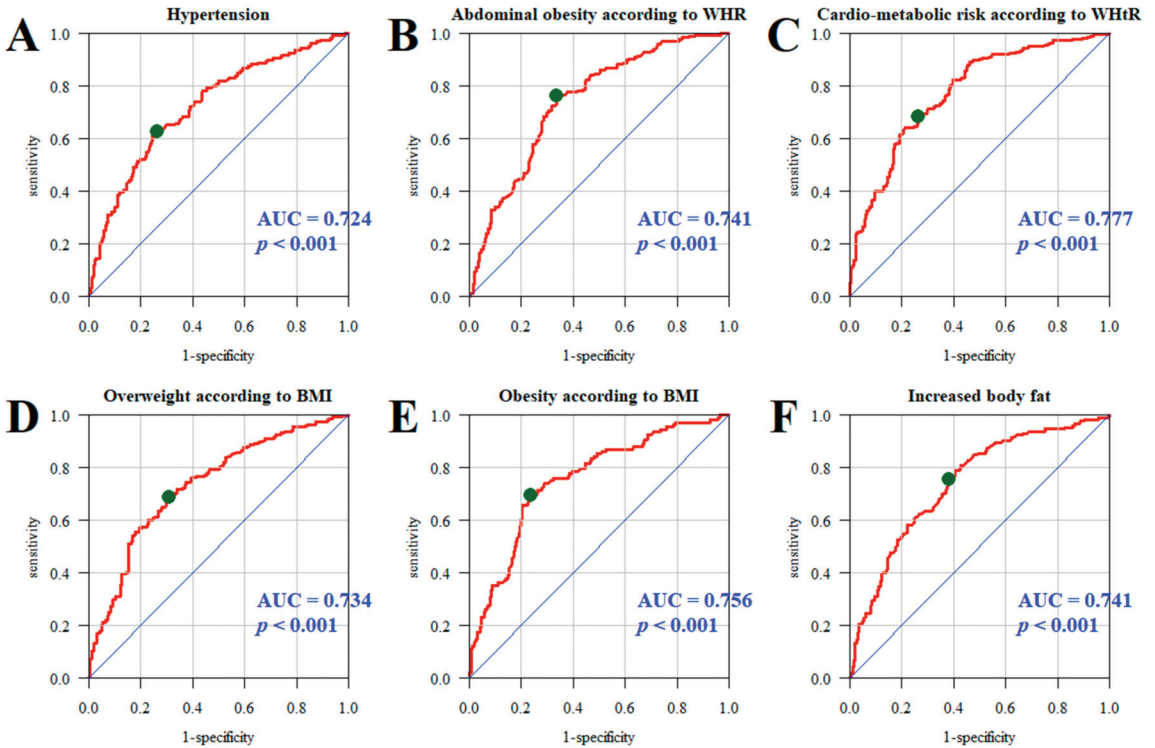 A
Hypertension
1.0
0.8
0.6
0.4
0.2
0.0
sensitivity
AUC = 0.724
p < 0.001
0.0 0.2 0.4 0.6 0.8 1.0
1-specificity
B
Abdominal obesity according to WHR
1.0
0.8
0.6
0.4
0.2
0.0
sensitivity
AUC = 0.741
p < 0.001
0.0 0.2 0.4 0.6 0.8 1.0
1-specificity
C
Cardio-metabolic risk according to WHtR
1.0
0.8
0.6
0.4
0.2
0.0
sensitivity
AUC = 0.777
p < 0.001
0.0 0.2 0.4 0.6 0.8 1.0
1-specificity
D
Overweight according to BMI
1.0
0.8
0.6
0.4
0.2
0.0
sensitivity
AUC = 0.734
p < 0.001
0.0 0.2 0.4 0.6 0.8 1.0
1-specificity
E
Obesity according to BMI
1.0
0.8
0.6
0.4
0.2
0.0
sensitivity
AUC = 0.756
p < 0.001
0.0 0.2 0.4 0.6 0.8 1.0
1-specificity
F
Increased body fat
1.0
0.8
0.6
0.4
0.2
0.0
sensitivity
AUC = 0.741
p < 0.001
0.0 0.2 0.4 0.6 0.8 1.0
1-specificity